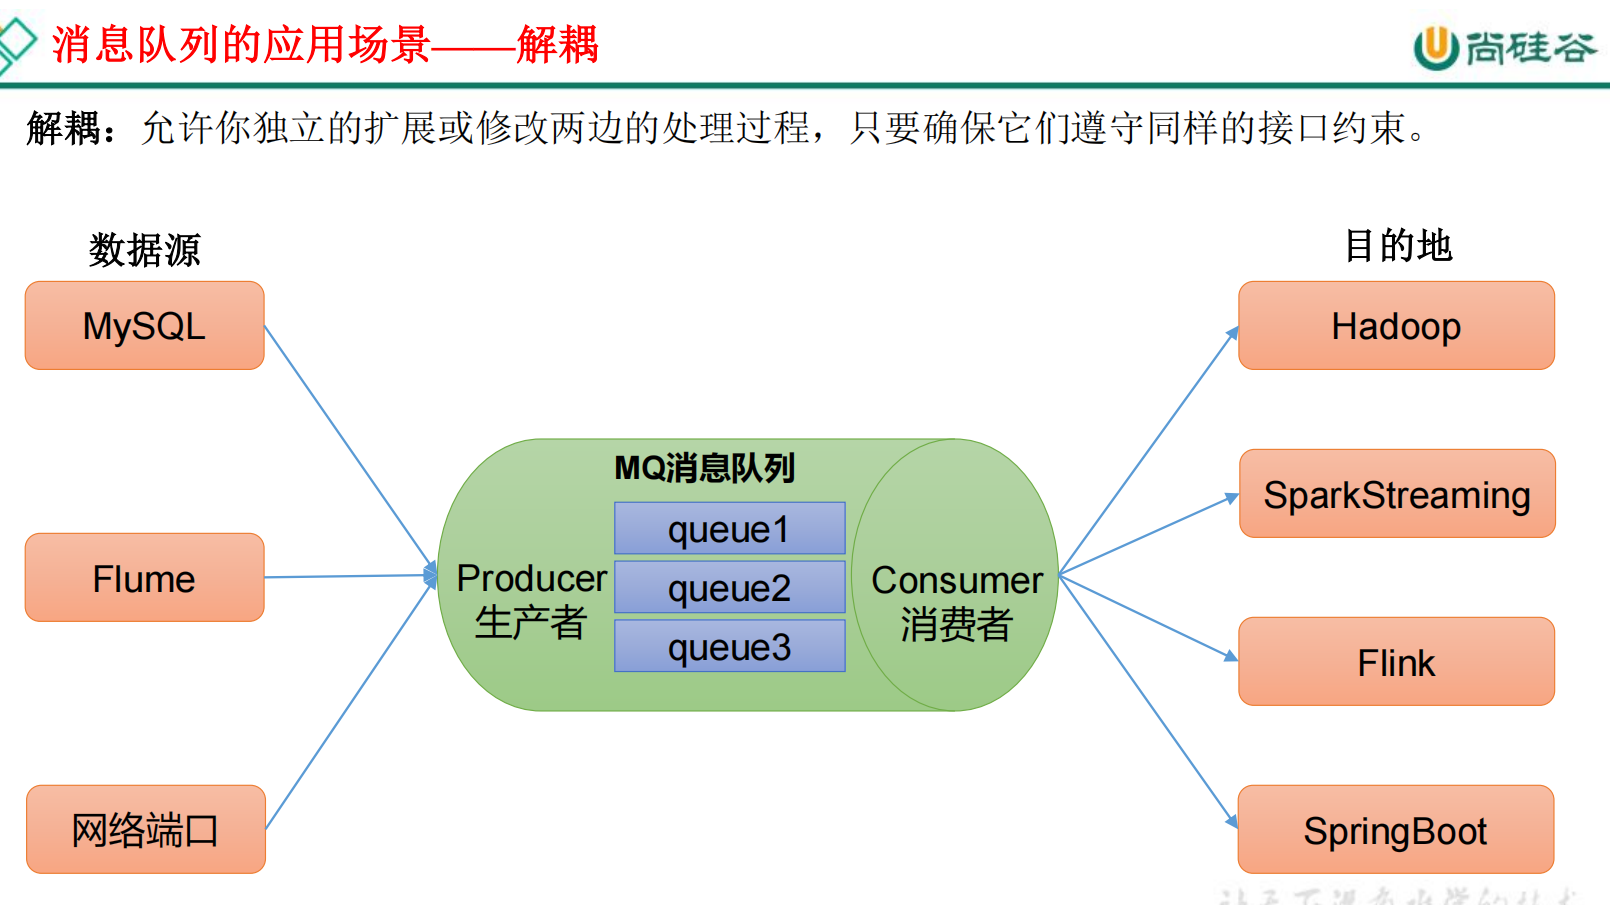 消息队列的应用场景——解耦
尚硅谷
解耦：允许你独立的扩展或修改两边的处理过程，只要确保它们遵守同样的接口约束。
数据源
目的地
MySQL
Hadoop
MQ消息队列
SparkStreaming
queue1
Flume
Producer
生产者
queue2
Consumer
消费者
queue3
Flink
网络端口
SpringBoot